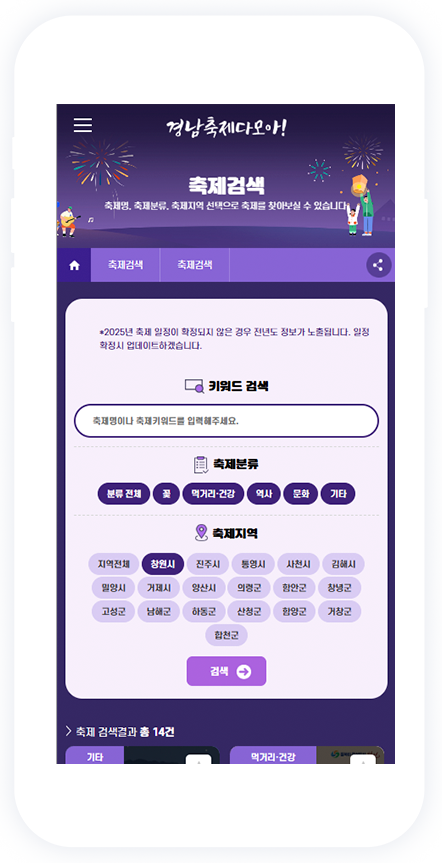 경남축제다모아!
축제검색
축제명, 축제분류, 축제지역 선택으로 축제를 찾아보실 수 있습니다.
축제검색 축제검색
*2025년 축제 일정이 확정되지 않은 경우 전년도 정보가 노출됩니다. 일정
확정시 업데이트하겠습니다.
키워드 검색
축제명이나 축제키워드를 입력해주세요.
축제분류
분류 전체 꽃 먹거리·건강 역사 문화 기타
축제지역
지역전체 창원시 진주시 통영시 사천시 김해시
밀양시 거제시 양산시 의령군 함안군 창녕군
고성군 남해군 하동군 산청군 함양군 거창군
합천군
검색
축제 검색결과 총 14건
기타 먹거리·건강